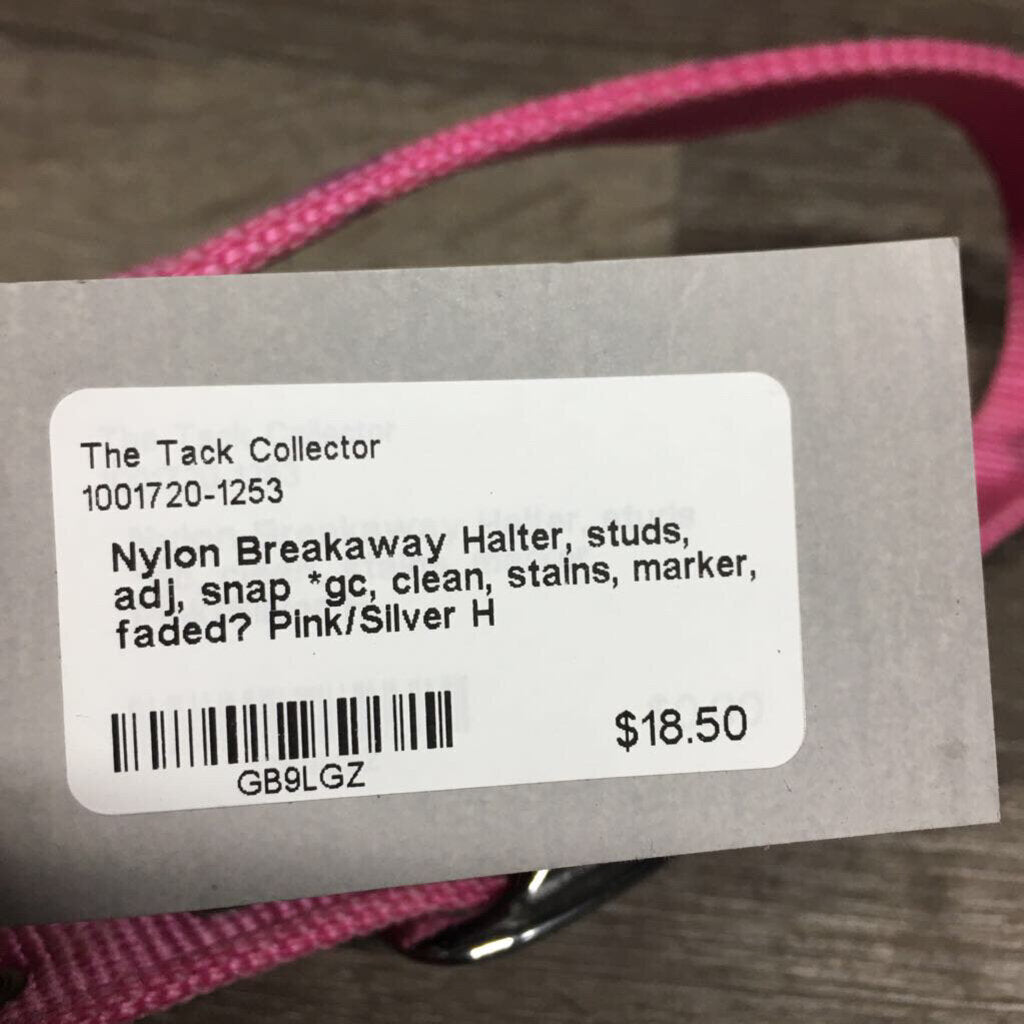 The Tack Collector
1001720-1253
Nylon Breakaway Halter, studs,
adj, snap *gc, clean, stains, marker,
faded? Pink/Silver H
GB9LGZ
$18.50